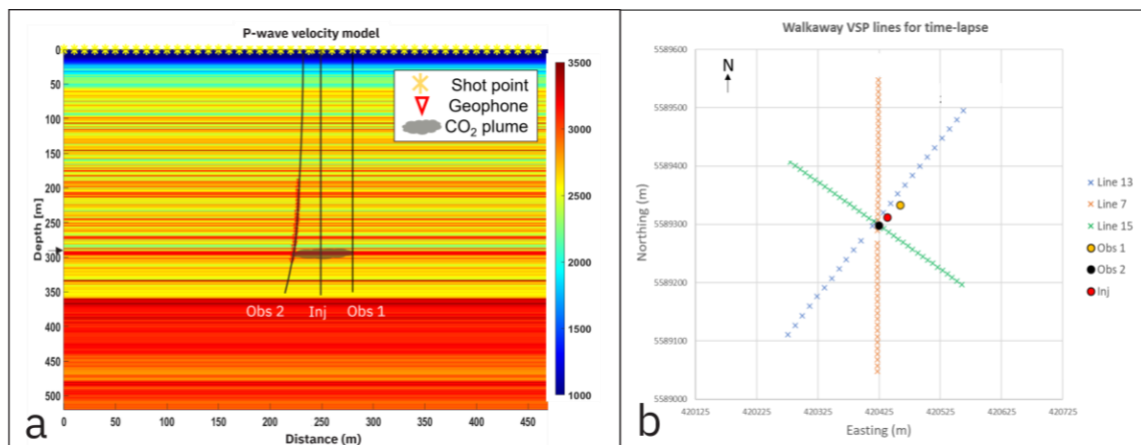 P-wave velocity model
0
50
100
150
200
250
300
350
400
450
500
Depth [m]
0 50 100 150 200 250 300 350 400 450
Distance (m)
Shot point
Geophone
CO₂ plume
Obs 2 Inj Obs 1
3500
3000
2500
2000
1500
1000
a
Walkaway VSP lines for time-lapse
N
5589600
5589500
5589400
5589300
5589200
5589100
5589000
Northing (m)
420125 420225 420325 420425 420525 420625 420725
Easting (m)
Line 13
Line 7
Line 15
Obs 1
Obs 2
Inj
b